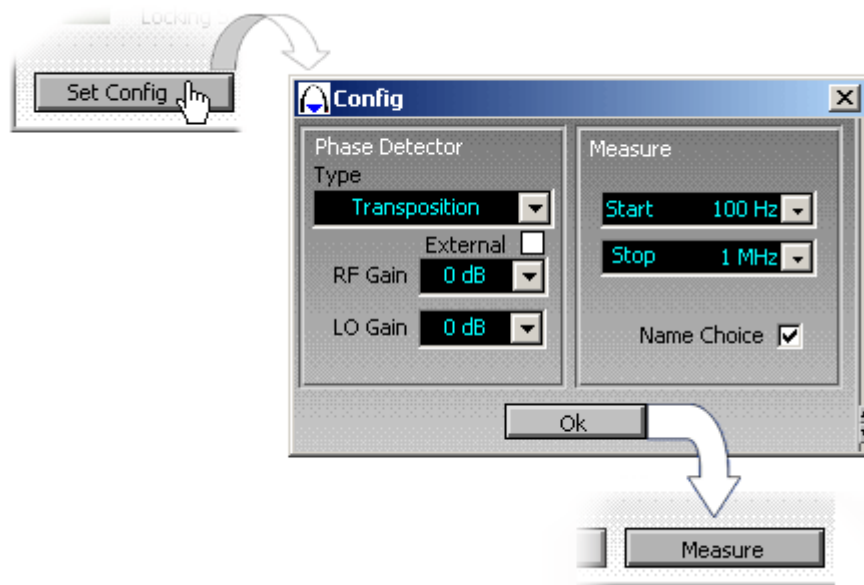 Locking
Set Config
Config
Phase Detector
Type
Transposition
External
RF Gain 0 dB
LO Gain 0 dB
Measure
Start 100 Hz
Stop 1 MHz
Name Choice
Ok
Measure